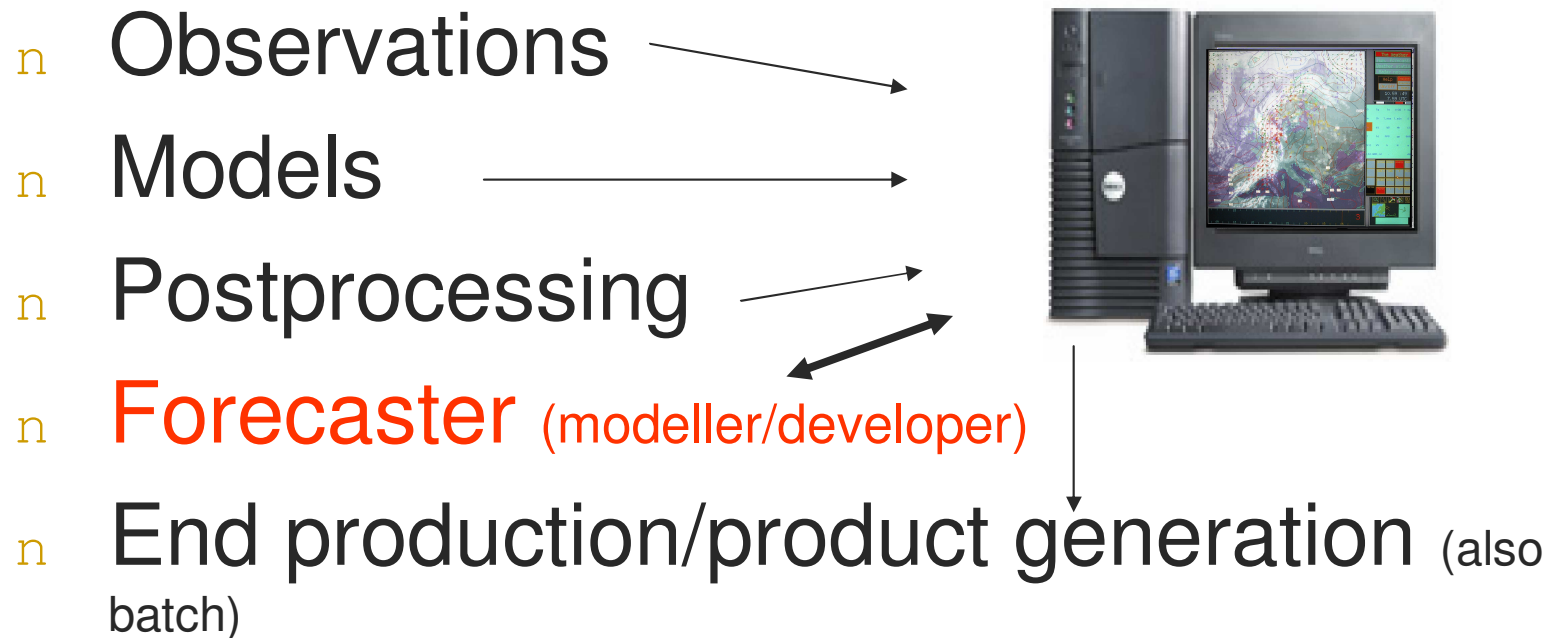 n Observations
n Models
n Postprocessing
n Forecaster (modeller/developer)
n End production/product generation (also
batch)